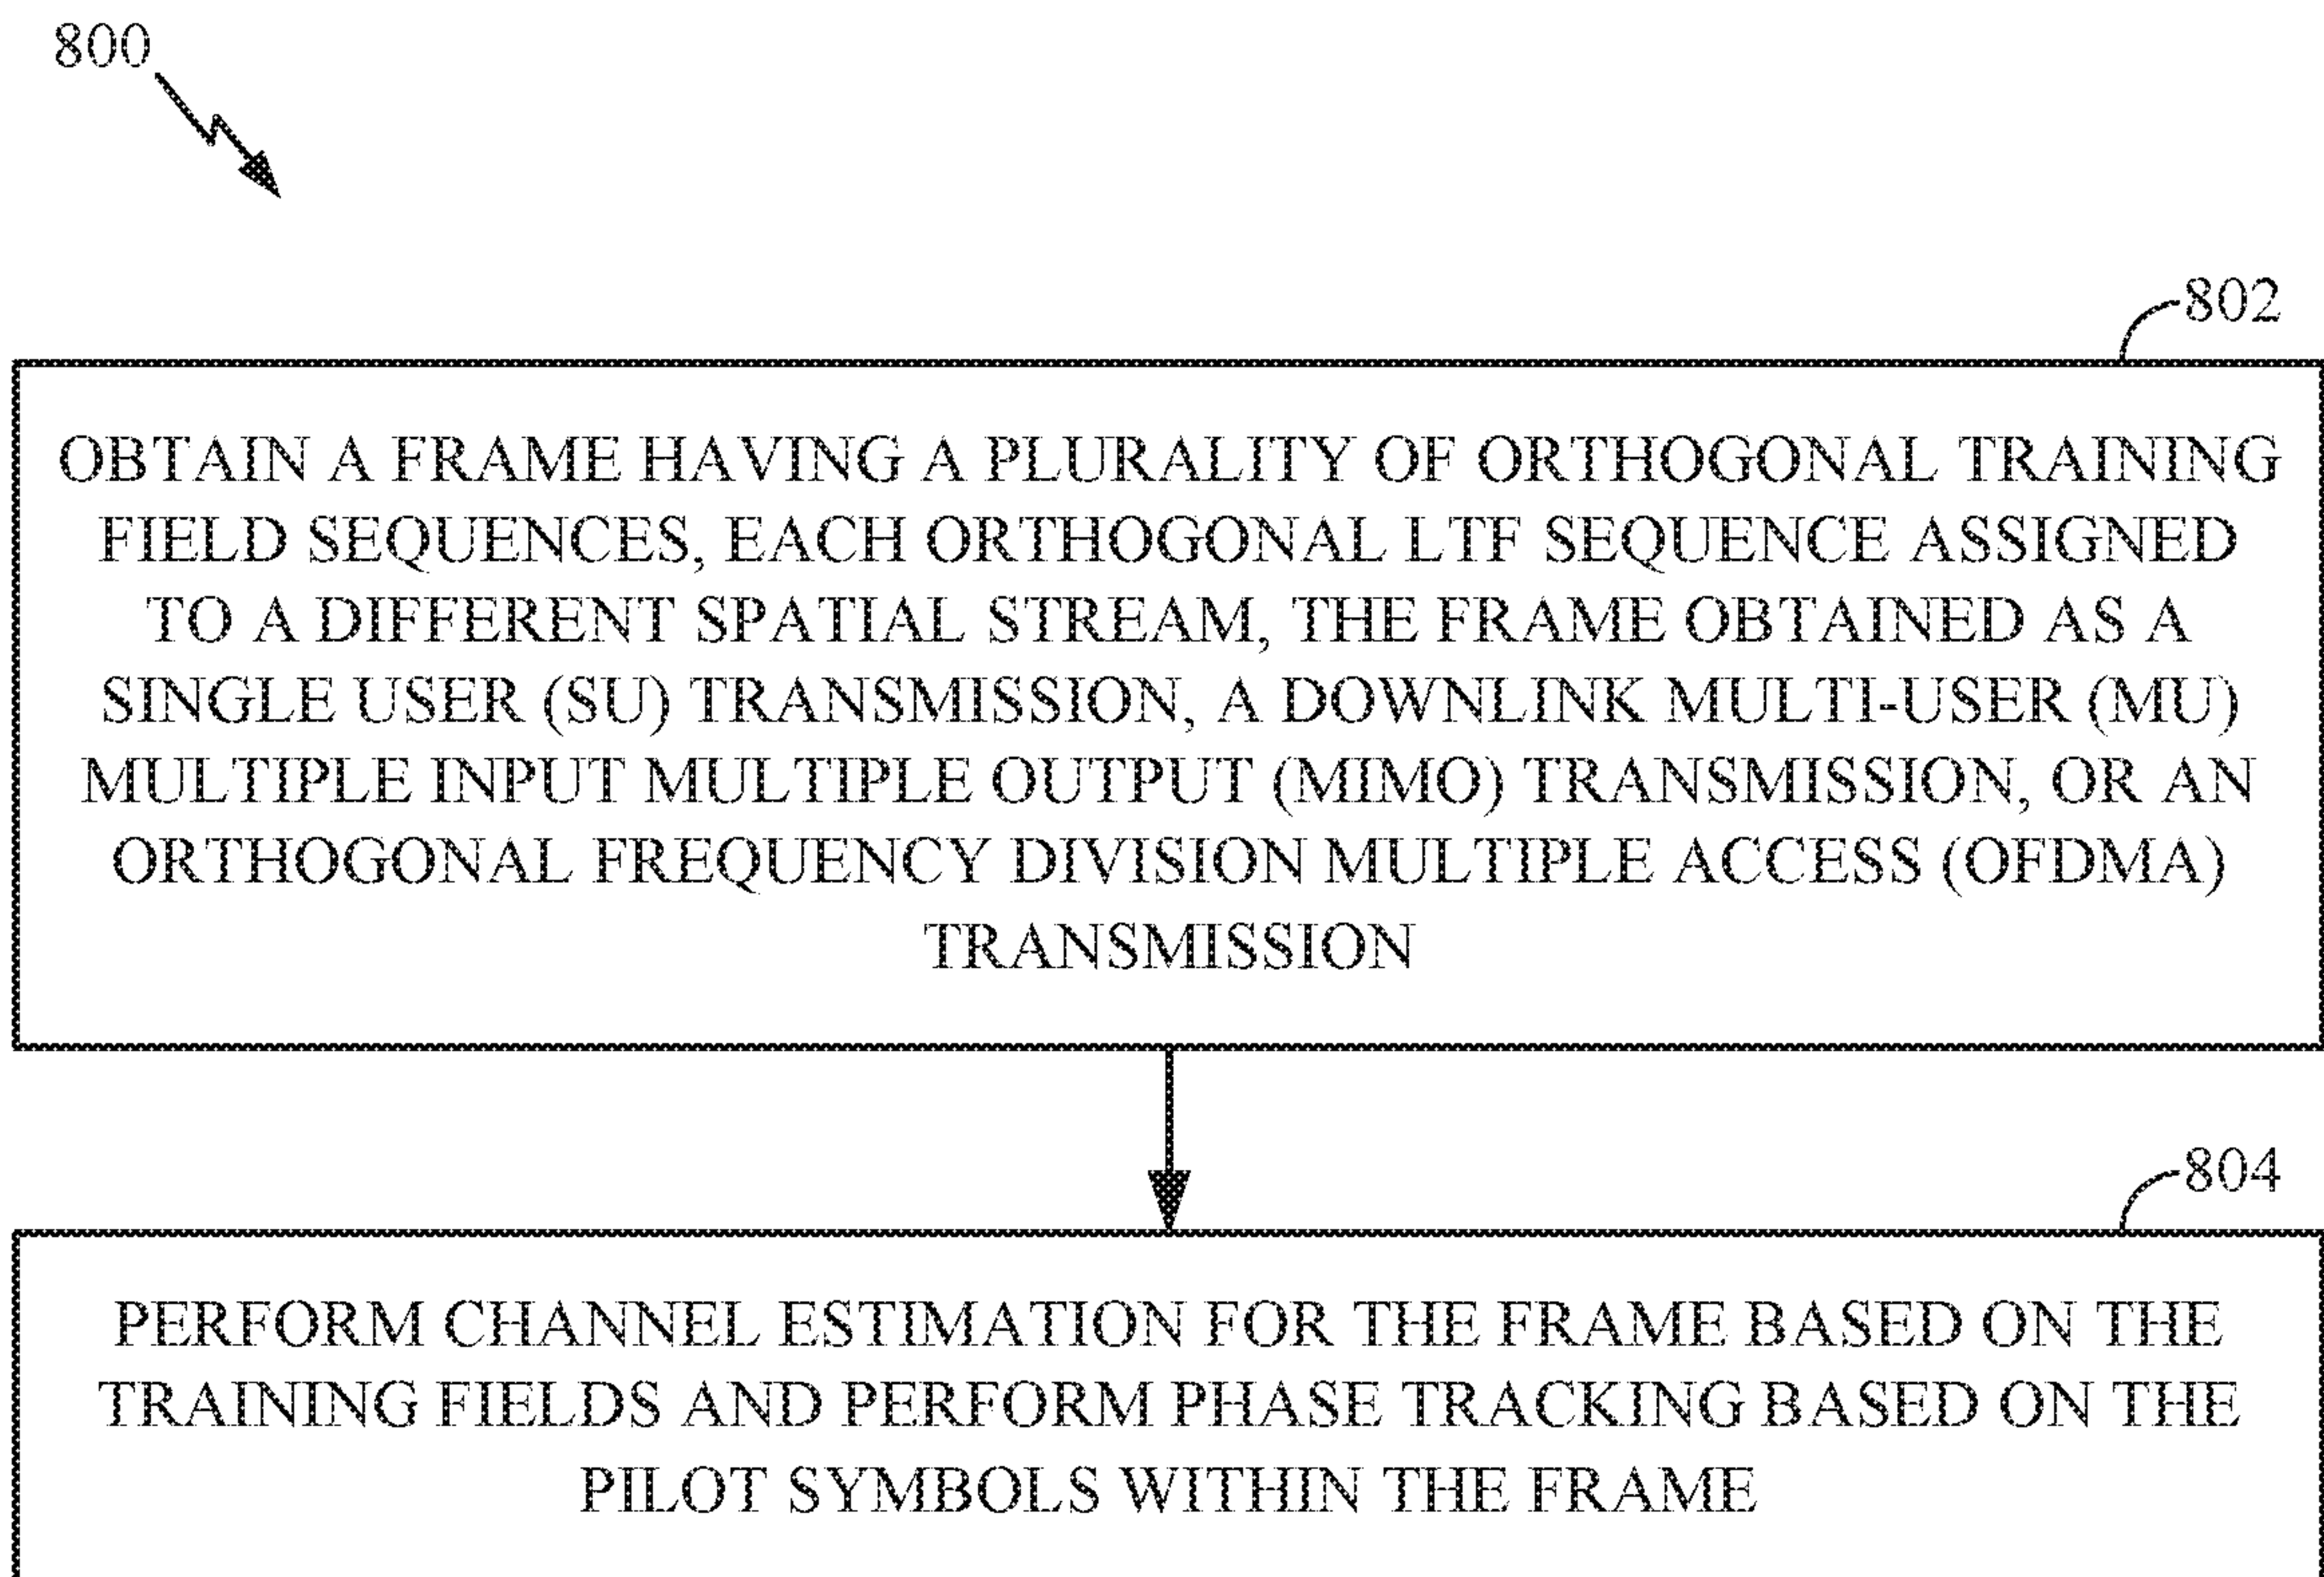 800
802
OBTAIN A FRAME HAVING A PLURALITY OF ORTHOGONAL TRAINING
FIELD SEQUENCES, EACH ORTHOGONAL LTF SEQUENCE ASSIGNED
TO A DIFFERENT SPATIAL STREAM, THE FRAME OBTAINED AS A
SINGLE USER (SU) TRANSMISSION, A DOWNLINK MULTI-USER (MU)
MULTIPLE INPUT MULTIPLE OUTPUT (MIMO) TRANSMISSION, OR AN
ORTHOGONAL FREQUENCY DIVISION MULTIPLE ACCESS (OFDMA)
TRANSMISSION
804
PERFORM CHANNEL ESTIMATION FOR THE FRAME BASED ON THE
TRAINING FIELDS AND PERFORM PHASE TRACKING BASED ON THE
PILOT SYMBOLS WITHIN THE FRAME